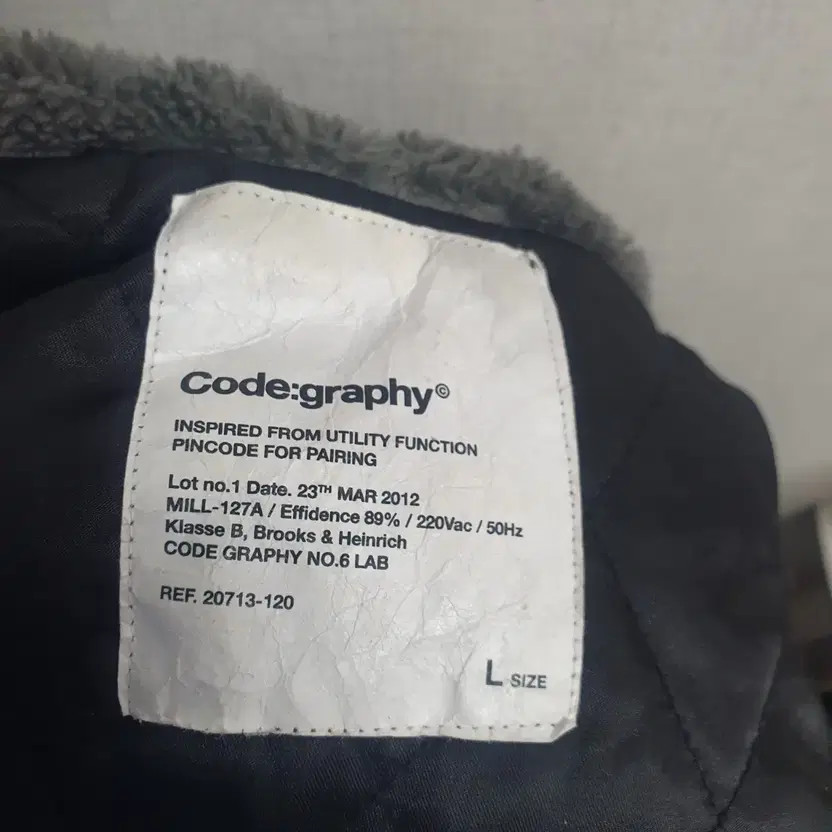 Code:graphy©
INSPIRED FROM UTILITY FUNCTION
PINCODE FOR PAIRING
Lot no.1 Date. 23TH MAR 2012
MILL-127A / Effidence 89% / 220Vac / 50Hz
Klasse B, Brooks & Heinrich
CODE GRAPHY NO.6 LAB
REF. 20713-120
L SIZE